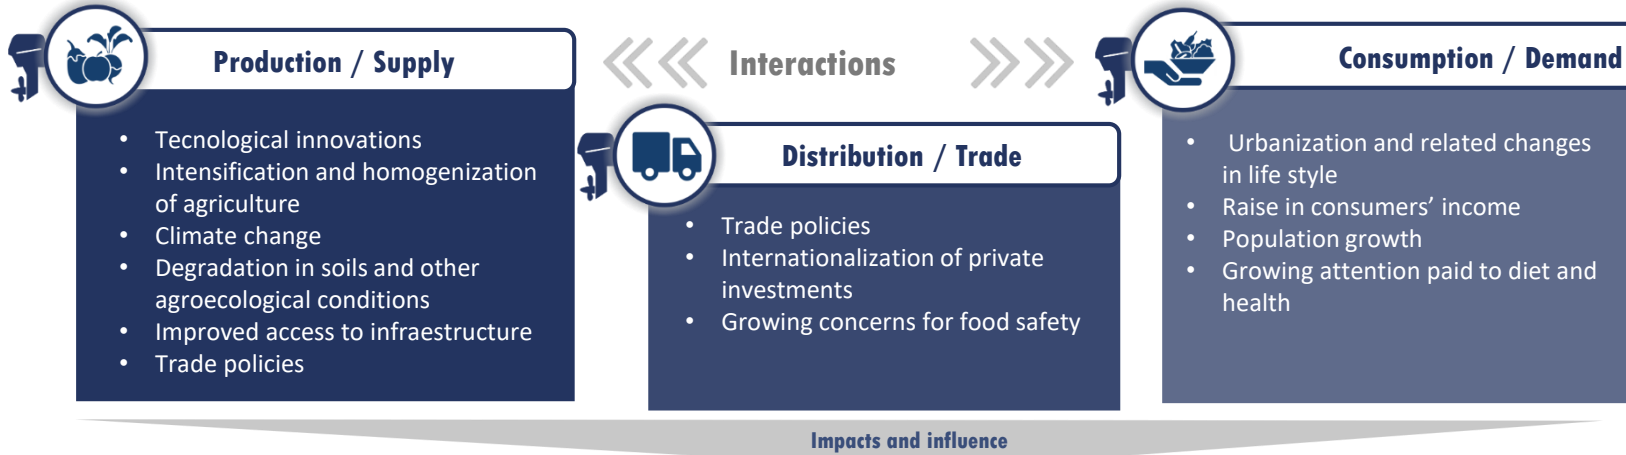 Production / Supply
• Tecnological innovations
• Intensification and homogenization
of agriculture
• Climate change
• Degradation in soils and other
agroecological conditions
• Improved access to infraestructure
• Trade policies
Interactions
Distribution / Trade
• Trade policies
• Internationalization of private
investments
• Growing concerns for food safety
Consumption / Demand
• Urbanization and related changes
in life style
• Raise in consumers’ income
• Population growth
• Growing attention paid to diet and
health
Impacts and influence